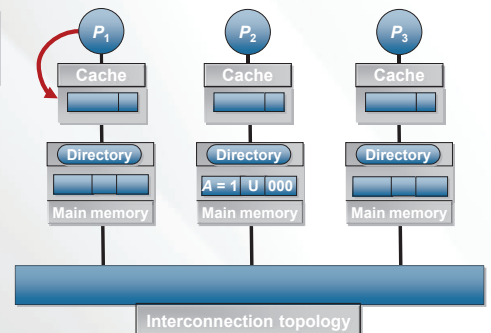 P1 P2 P3
Cache Cache Cache
Directory Directory Directory
A = 1 U 000
Main memory Main memory Main memory
Interconnection topology